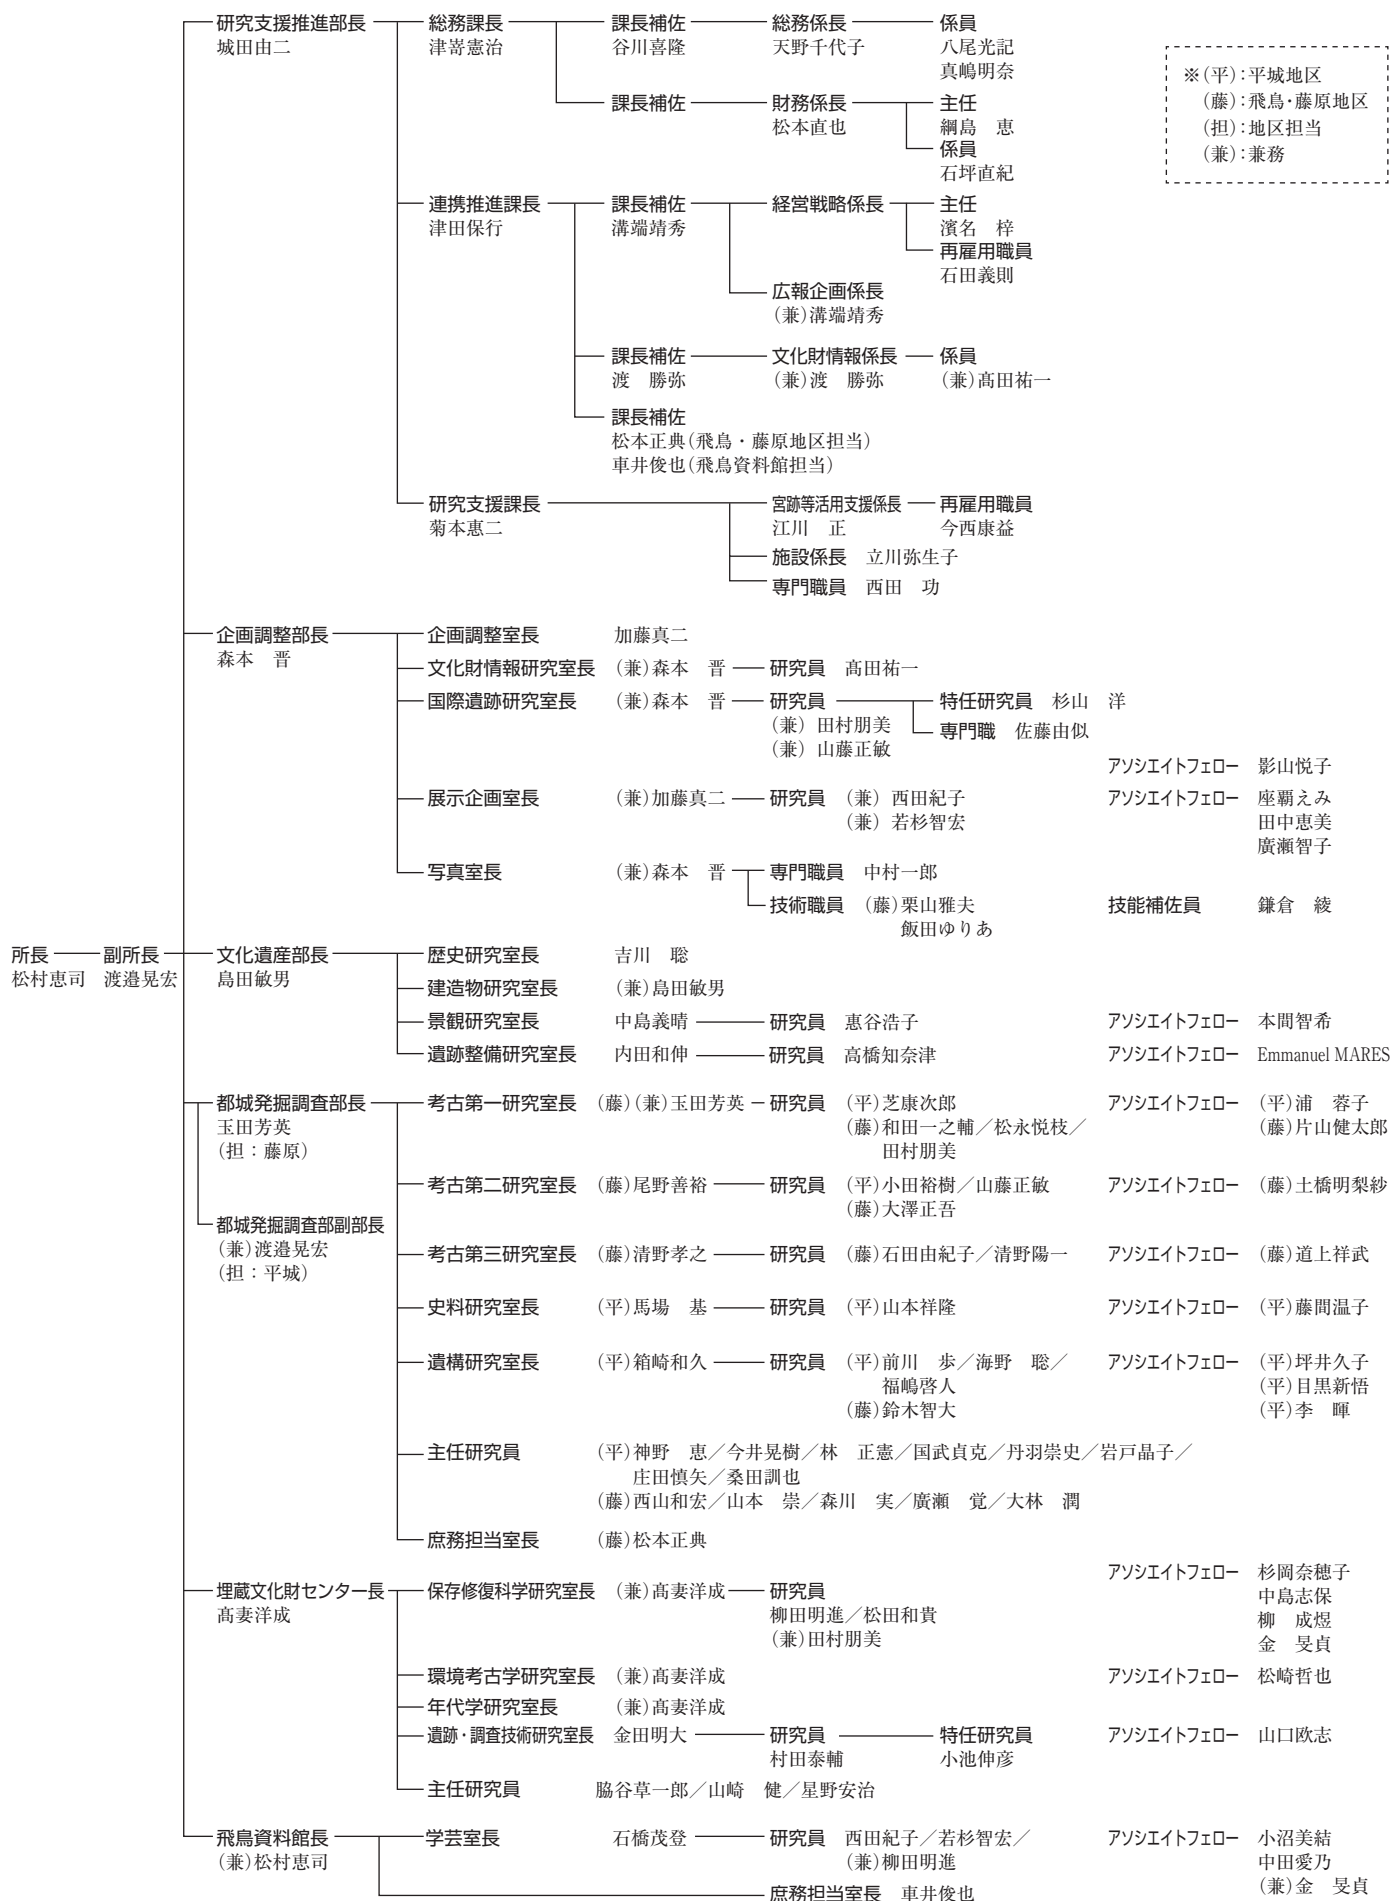 研究支援推進部長 総務課長 課長補佐 総務係長 係員
城田由二 津嵜憲治 谷川喜隆 天野千代子 八尾光記
真嶋明奈
※(平):平城地区
(藤):飛鳥・藤原地区
(担):地区担当
(兼):兼務
課長補佐 財務係長 主任
松本直也 綱島 恵
係員
石坪直紀
連携推進課長 課長補佐 経営戦略係長 主任
津田保行 溝端靖秀 濱名 梓
再雇用職員
石田義則
広報企画係長
(兼)溝端靖秀
課長補佐 文化財情報係長 係員
渡 勝弥 (兼)渡 勝弥 (兼)髙田祐一
課長補佐
松本正典(飛鳥・藤原地区担当)
車井俊也(飛鳥資料館担当)
研究支援課長 宮跡等活用支援係長 再雇用職員
菊本惠二 江川 正 今西康益
施設係長 立川弥生子
専門職員 西田 功
企画調整部長 企画調整室長 加藤真二
森本 晋
文化財情報研究室長 (兼)森本 晋 研究員 髙田祐一
国際遺跡研究室長 (兼)森本 晋 研究員 特任研究員 杉山 洋
(兼)田村朋美 専門職 佐藤由似
(兼)山藤正敏
アソシエイトフェロー 影山悦子
展示企画室長 (兼)加藤真二 研究員 (兼)西田紀子 アソシエイトフェロー 座覇えみ
(兼)若杉智宏 田中恵美
廣瀬智子
写真室長 (兼)森本 晋 専門職員 中村一郎
技術職員 (藤)栗山雅夫 技能補佐員 鎌倉 綾
飯田ゆりあ
所長 副所長 文化遺産部長 歴史研究室長 吉川 聡
松村恵司 渡邉晃宏 島田敏男
建造物研究室長 (兼)島田敏男
景観研究室長 中島義晴 研究員 惠谷浩子 アソシエイトフェロー 本間智希
遺跡整備研究室長 内田和伸 研究員 高橋知奈津 アソシエイトフェロー Emmanuel MARES
都城発掘調査部長 考古第一研究室長 (藤)(兼)玉田芳英 研究員 (平)芝康次郎 アソシエイトフェロー (平)浦 蓉子
玉田芳英 (藤)和田一之輔/松永悦枝/ (藤)片山健太郎
(担:藤原) 田村朋美
考古第二研究室長 (藤)尾野善裕 研究員 (平)小田裕樹/山藤正敏 アソシエイトフェロー (藤)土橋明梨紗
(藤)大澤正吾
都城発掘調査部副部長
(兼)渡邉晃宏
(担:平城)
考古第三研究室長 (藤)清野孝之 研究員 (藤)石田由紀子/清野陽一 アソシエイトフェロー (藤)道上祥武
史料研究室長 (平)馬場 基 研究員 (平)山本祥隆 アソシエイトフェロー (平)藤間温子
遺構研究室長 (平)箱崎和久 研究員 (平)前川 歩/海野 聡/ アソシエイトフェロー (平)坪井久子
福嶋啓人 (平)目黒新悟
(藤)鈴木智大 (平)李 暉
主任研究員 (平)神野 恵/今井晃樹/林 正憲/国武貞克/丹羽崇史/岩戸晶子/
庄田慎矢/桑田訓也
(藤)西山和宏/山本 崇/森川 実/廣瀬 覚/大林 潤
庶務担当室長 (藤)松本正典
アソシエイトフェロー 杉岡奈穂子
埋蔵文化財センター長 保存修復科学研究室長 (兼)髙妻洋成 研究員 中島志保
髙妻洋成 柳田明進/松田和貴 柳 成煜
(兼)田村朋美 金 旻貞
環境考古学研究室長 (兼)髙妻洋成 アソシエイトフェロー 松崎哲也
年代学研究室長 (兼)髙妻洋成
遺跡・調査技術研究室長 金田明大 研究員 特任研究員 アソシエイトフェロー 山口欧志
村田泰輔 小池伸彦
主任研究員 脇谷草一郎/山崎 健/星野安治
飛鳥資料館長 学芸室長 石橋茂登 研究員 西田紀子/若杉智宏/ アソシエイトフェロー 小沼美結
(兼)松村恵司 (兼)柳田明進 中田愛乃
(兼)金 旻貞
庶務担当室長 車井俊也